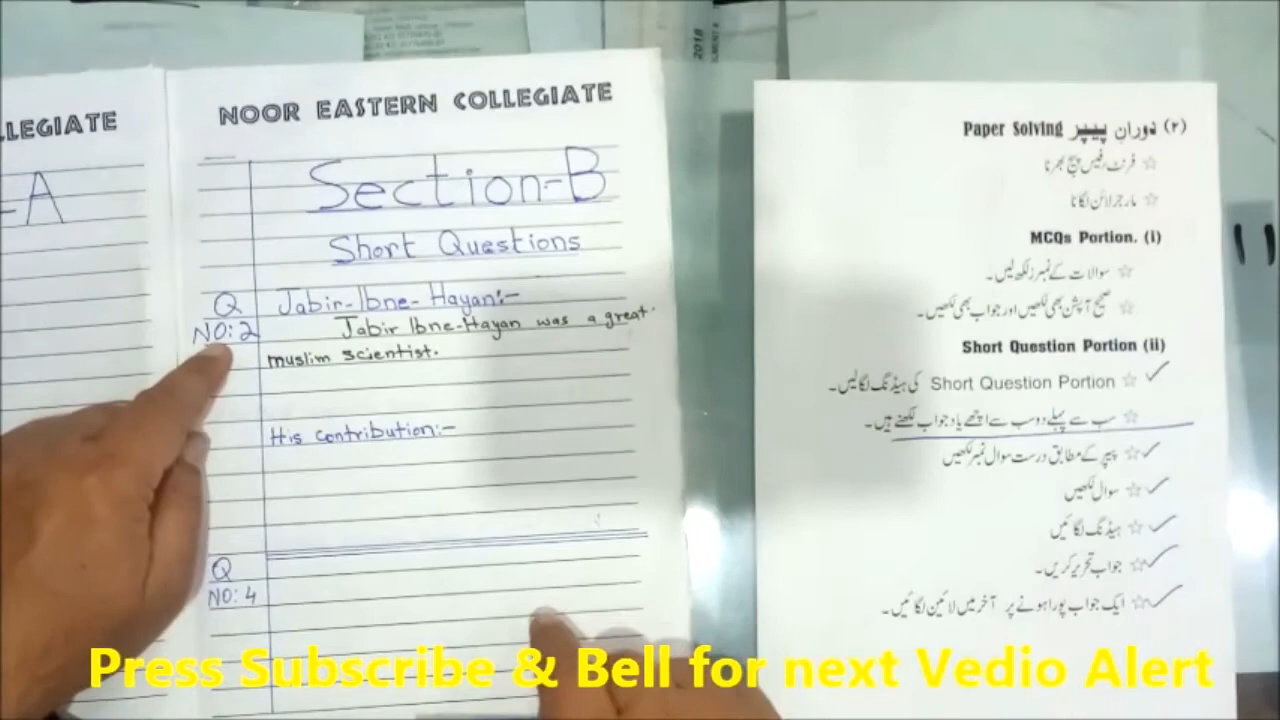 LLEGIATE
-A
NOOR EASTERN COLLEGIATE
Section-B
Short Questions
Q
NO: 2
Jabir-Ibne-Hayan:-
Jabir Ibne-Hayan was a great
muslim scientist.
His contribution:-
Q
NO: 4
2018
(۲) دورانِ پیپر Paper Solving
☆ فرنٹ رفیس پیج بھرنا
☆ مارجر لائن لگانا
MCQs Portion. (i)
☆ سوالات کے نمبرز لکھ لیں۔
☆ صحیح آپشن بھی لکھیں اور جواب بھی لکھیں۔
Short Question Portion (ii)
☆ Short Question Portion کی ہیڈنگ لگالیں۔
☆ سب سے پہلے دو سب سے اچھے یاد جواب لکھنے ہیں۔
☆ پیپر کے مطابق درست سوال نمبر لکھیں
☆ سوال لکھیں
☆ ہیڈنگ لگائیں
☆ جواب تحریر کریں۔
☆ ایک جواب پورا ہونے پر آخر میں لائین لگائیں۔
Press Subscribe & Bell for next Vedio Alert